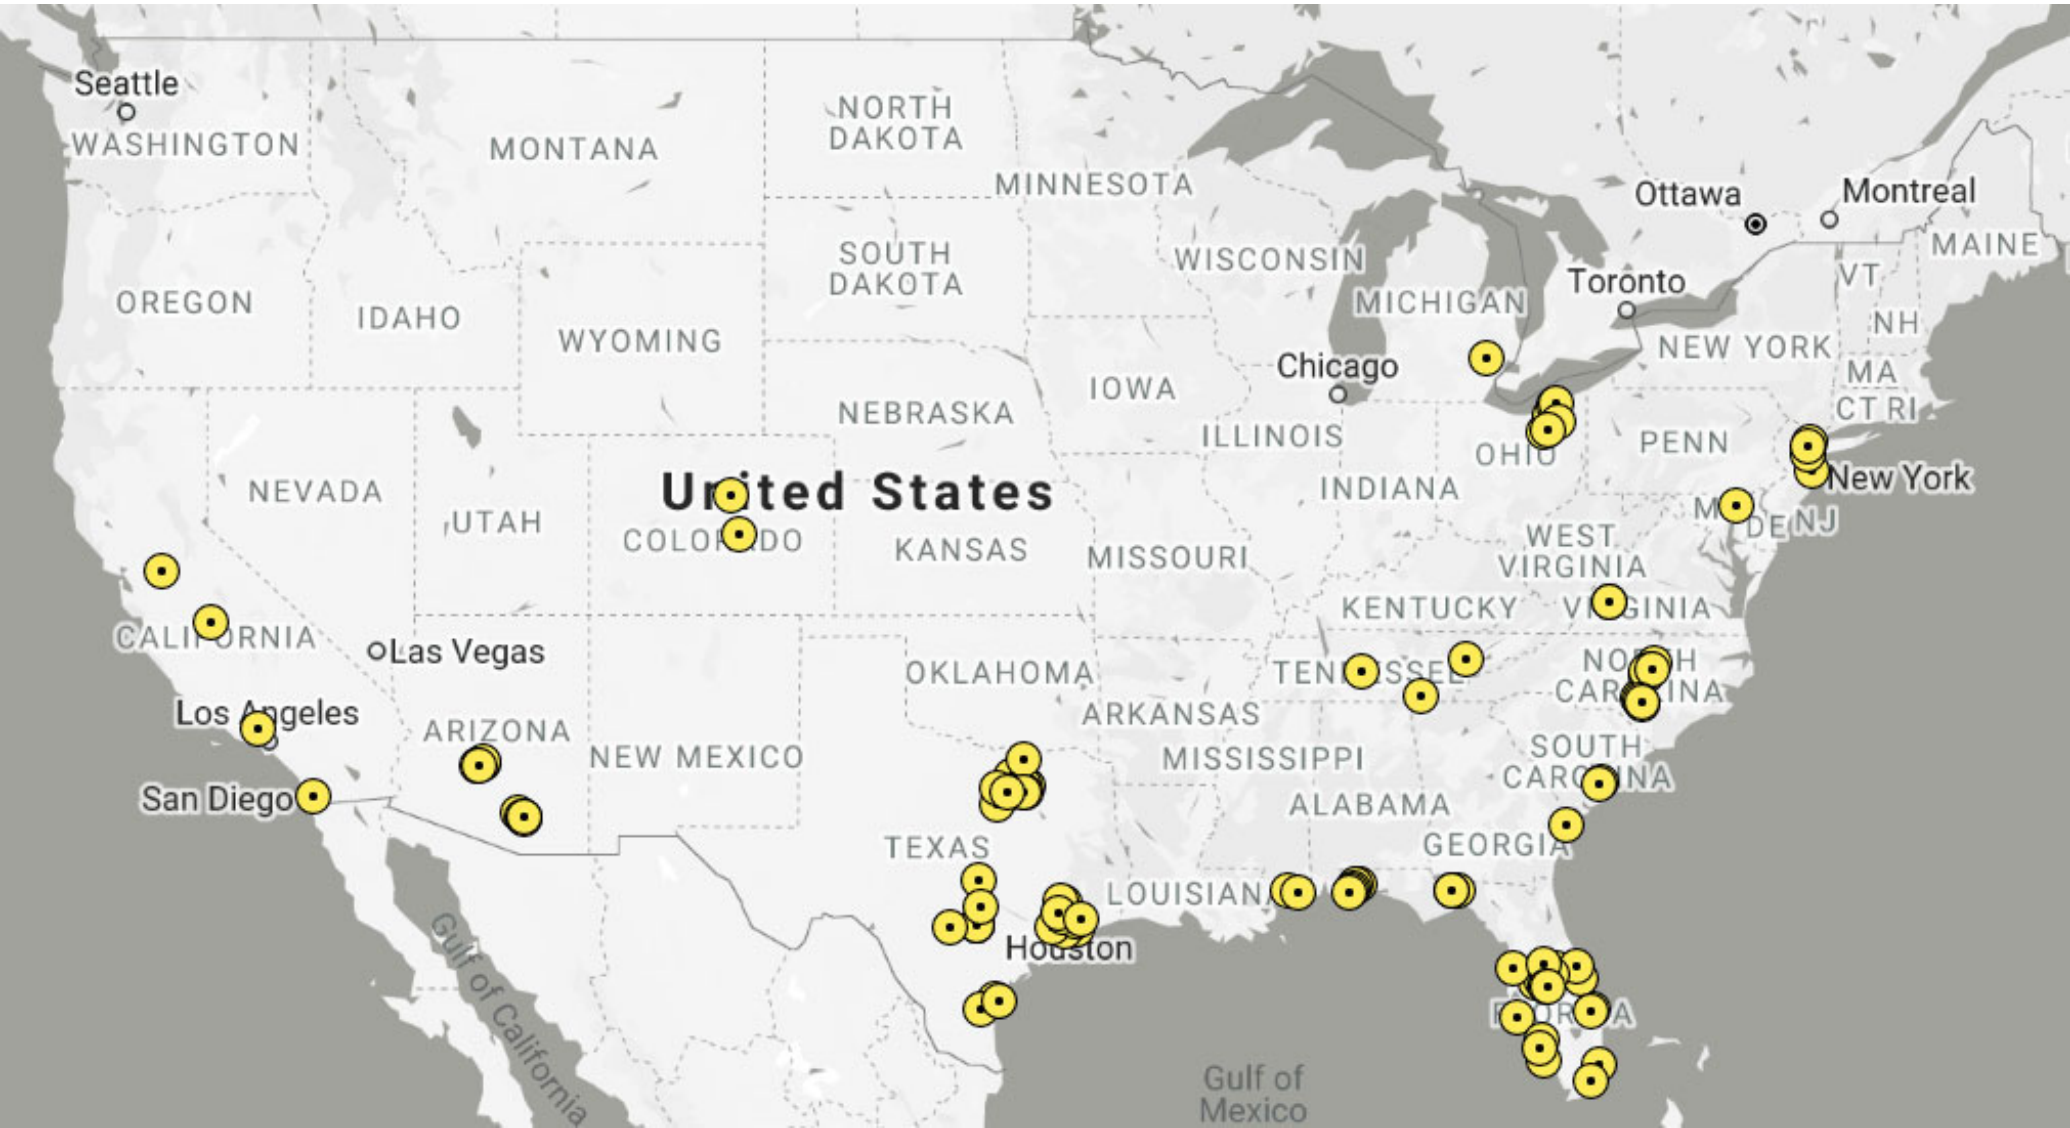 Seattle
WASHINGTON
MONTANA
NORTH
DAKOTA
MINNESOTA
Ottawa
Montreal
MAINE
OREGON
IDAHO
WYOMING
SOUTH
DAKOTA
WISCONSIN
MICHIGAN
Toronto
VT
NH
NEW YORK
MA
CT RI
Chicago
IOWA
NEBRASKA
ILLINOIS
INDIANA
OHIO
PENN
New York
NEVADA
UTAH
United States
COLORADO
KANSAS
MISSOURI
WEST
VIRGINIA
DE NJ
KENTUCKY
VIRGINIA
CALIFORNIA
Las Vegas
OKLAHOMA
TENNESSEE
NORTH
CAROLINA
Los Angeles
ARIZONA
NEW MEXICO
ARKANSAS
MISSISSIPPI
SOUTH
CAROLINA
San Diego
ALABAMA
GEORGIA
TEXAS
LOUISIANA
Houston
FLORIDA
Gulf of California
Gulf of
Mexico